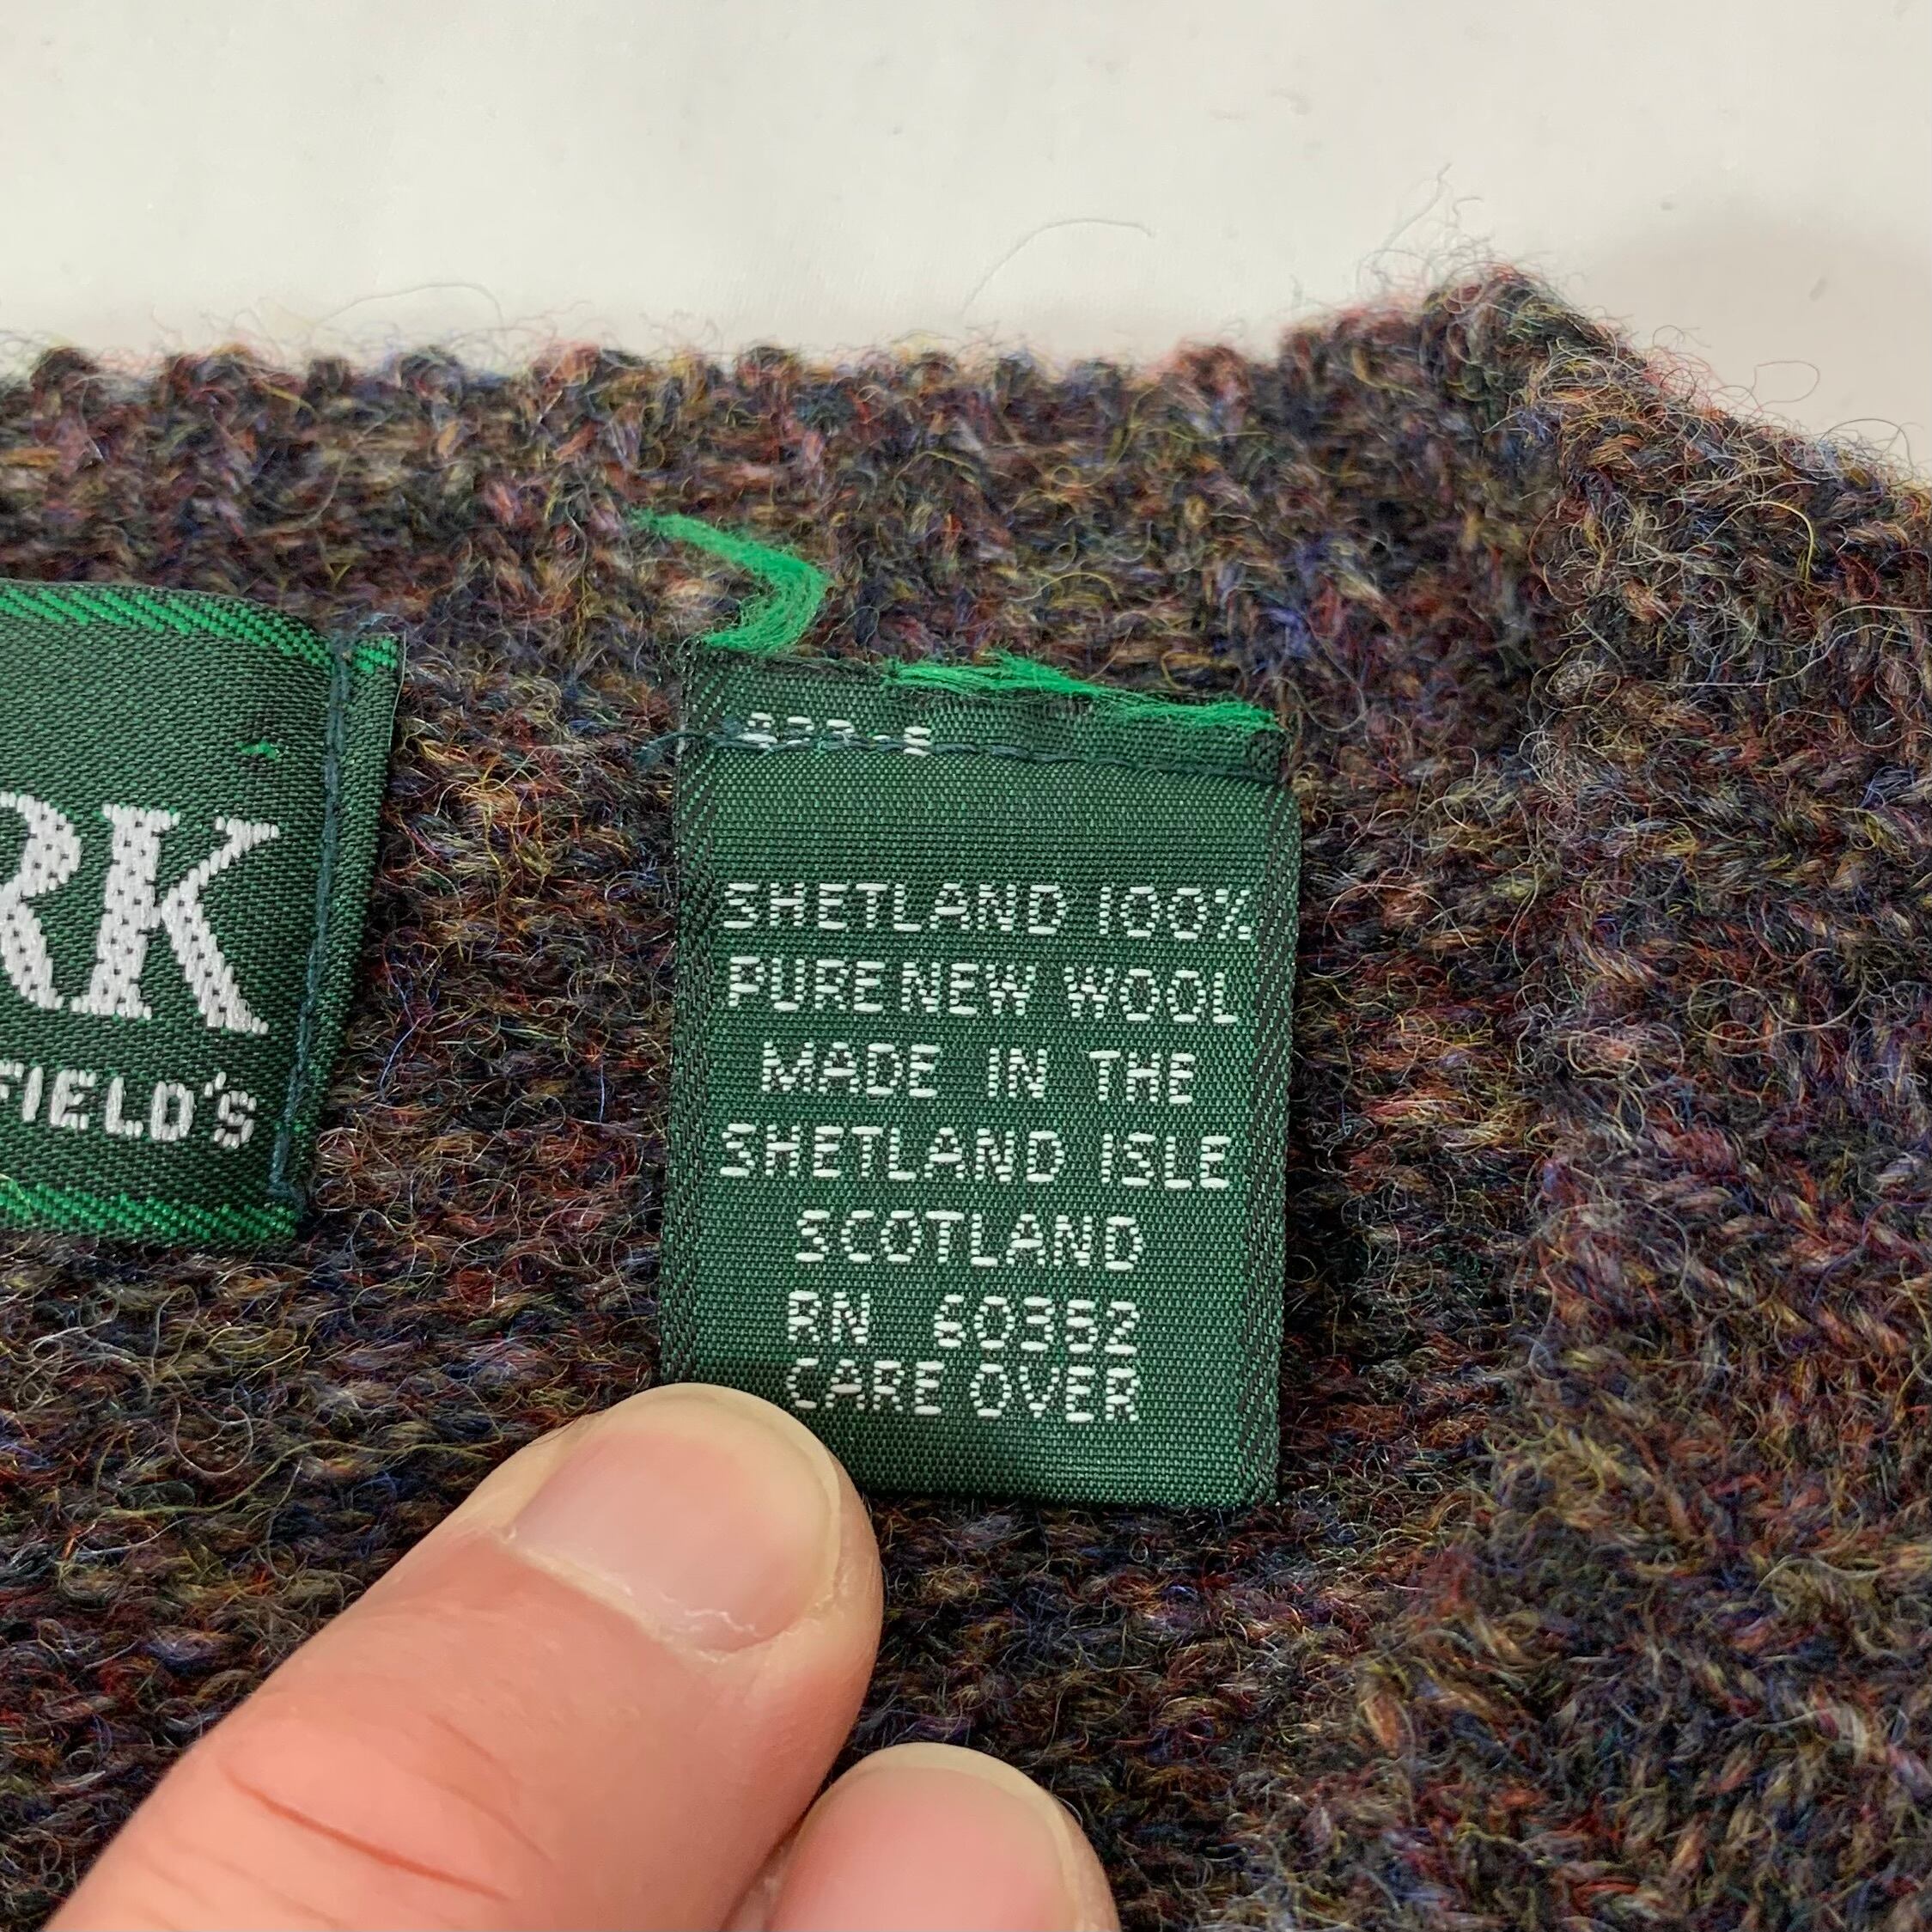 RK
FIELD'S
SHETLAND 100%
PURE NEW WOOL
MADE IN THE
SHETLAND ISLE
SCOTLAND
RN 60352
CARE OVER